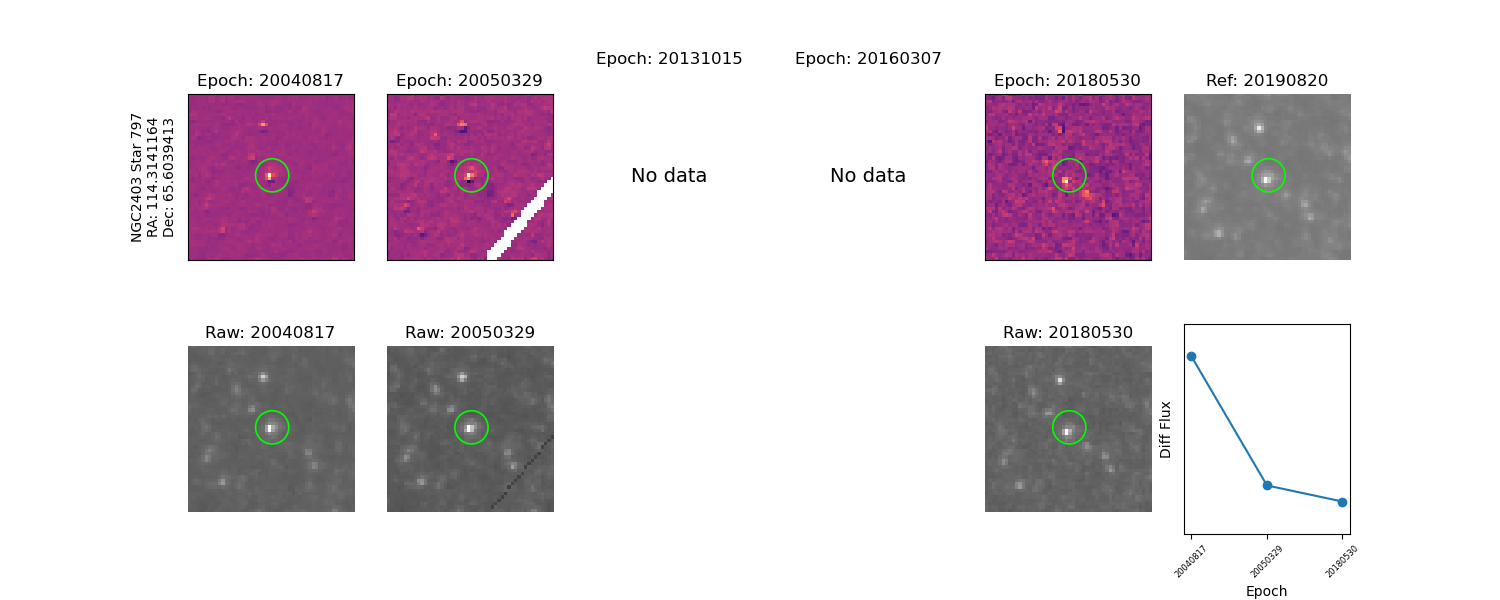 Epoch: 20131015
Epoch: 20160307
Epoch: 20040817
Epoch: 20050329
Epoch: 20180530
Ref: 20190820
NGC2403 Star 797
RA: 114.3141164
Dec: 65.6039413
No data
No data
Raw: 20040817
Raw: 20050329
Raw: 20180530
Diff Flux
20040817
20050329
20180530
Epoch